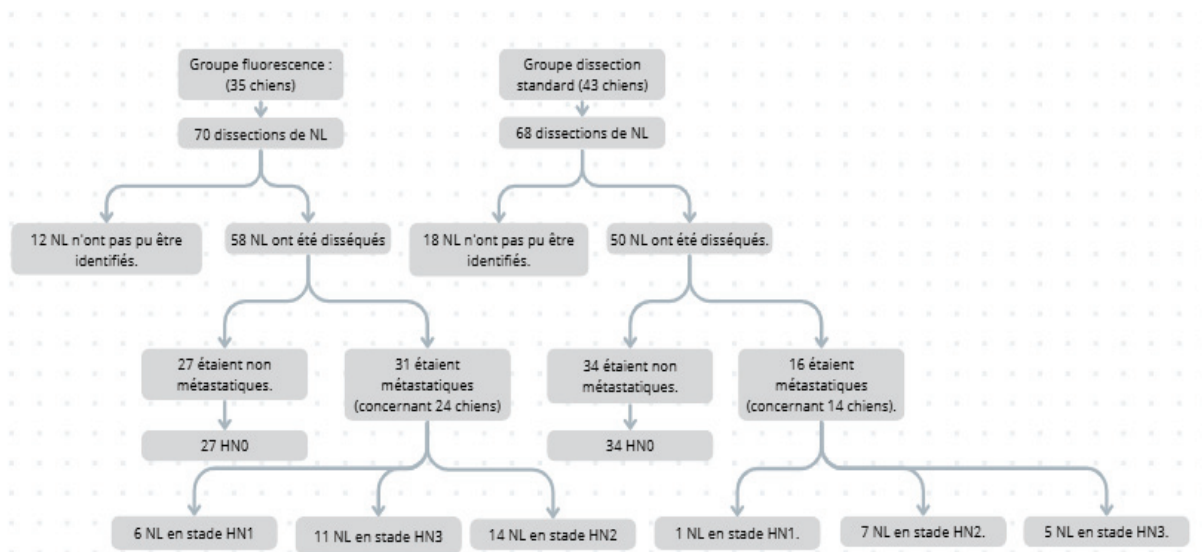 Groupe fluorescence :
(35 chiens)
Groupe dissection
standard (43 chiens)
70 dissections de NL
68 dissections de NL
12 NL n'ont pas pu être
identifiés.
58 NL ont été disséqués
18 NL n'ont pas pu être
identifiés.
50 NL ont été disséqués.
27 étaient non
métastatiques.
31 étaient
métastatiques
(concernant 24 chiens)
34 étaient non
métastatiques.
16 étaient
métastatiques
(concernant 14 chiens).
27 HN0
34 HN0
6 NL en stade HN1
11 NL en stade HN3
14 NL en stade HN2
1 NL en stade HN1.
7 NL en stade HN2.
5 NL en stade HN3.